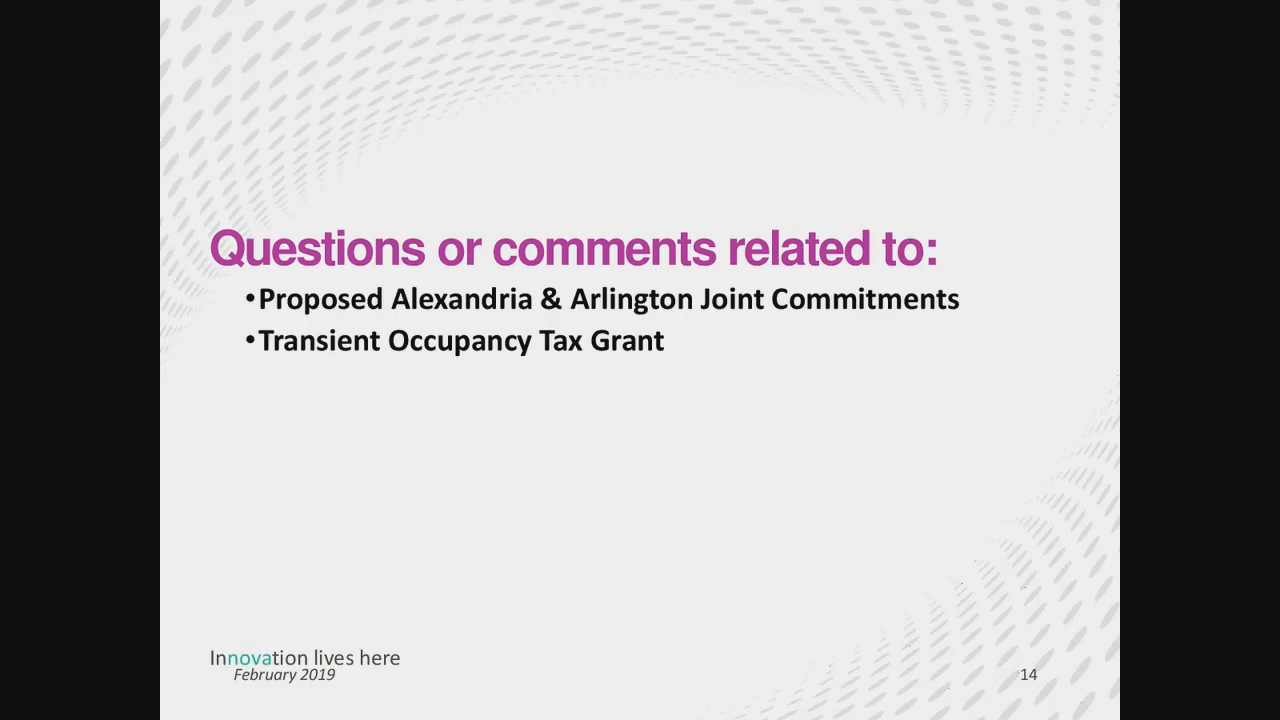 Questions or comments related to:
•Proposed Alexandria & Arlington Joint Commitments
•Transient Occupancy Tax Grant
Innovation lives here
February 2019
14